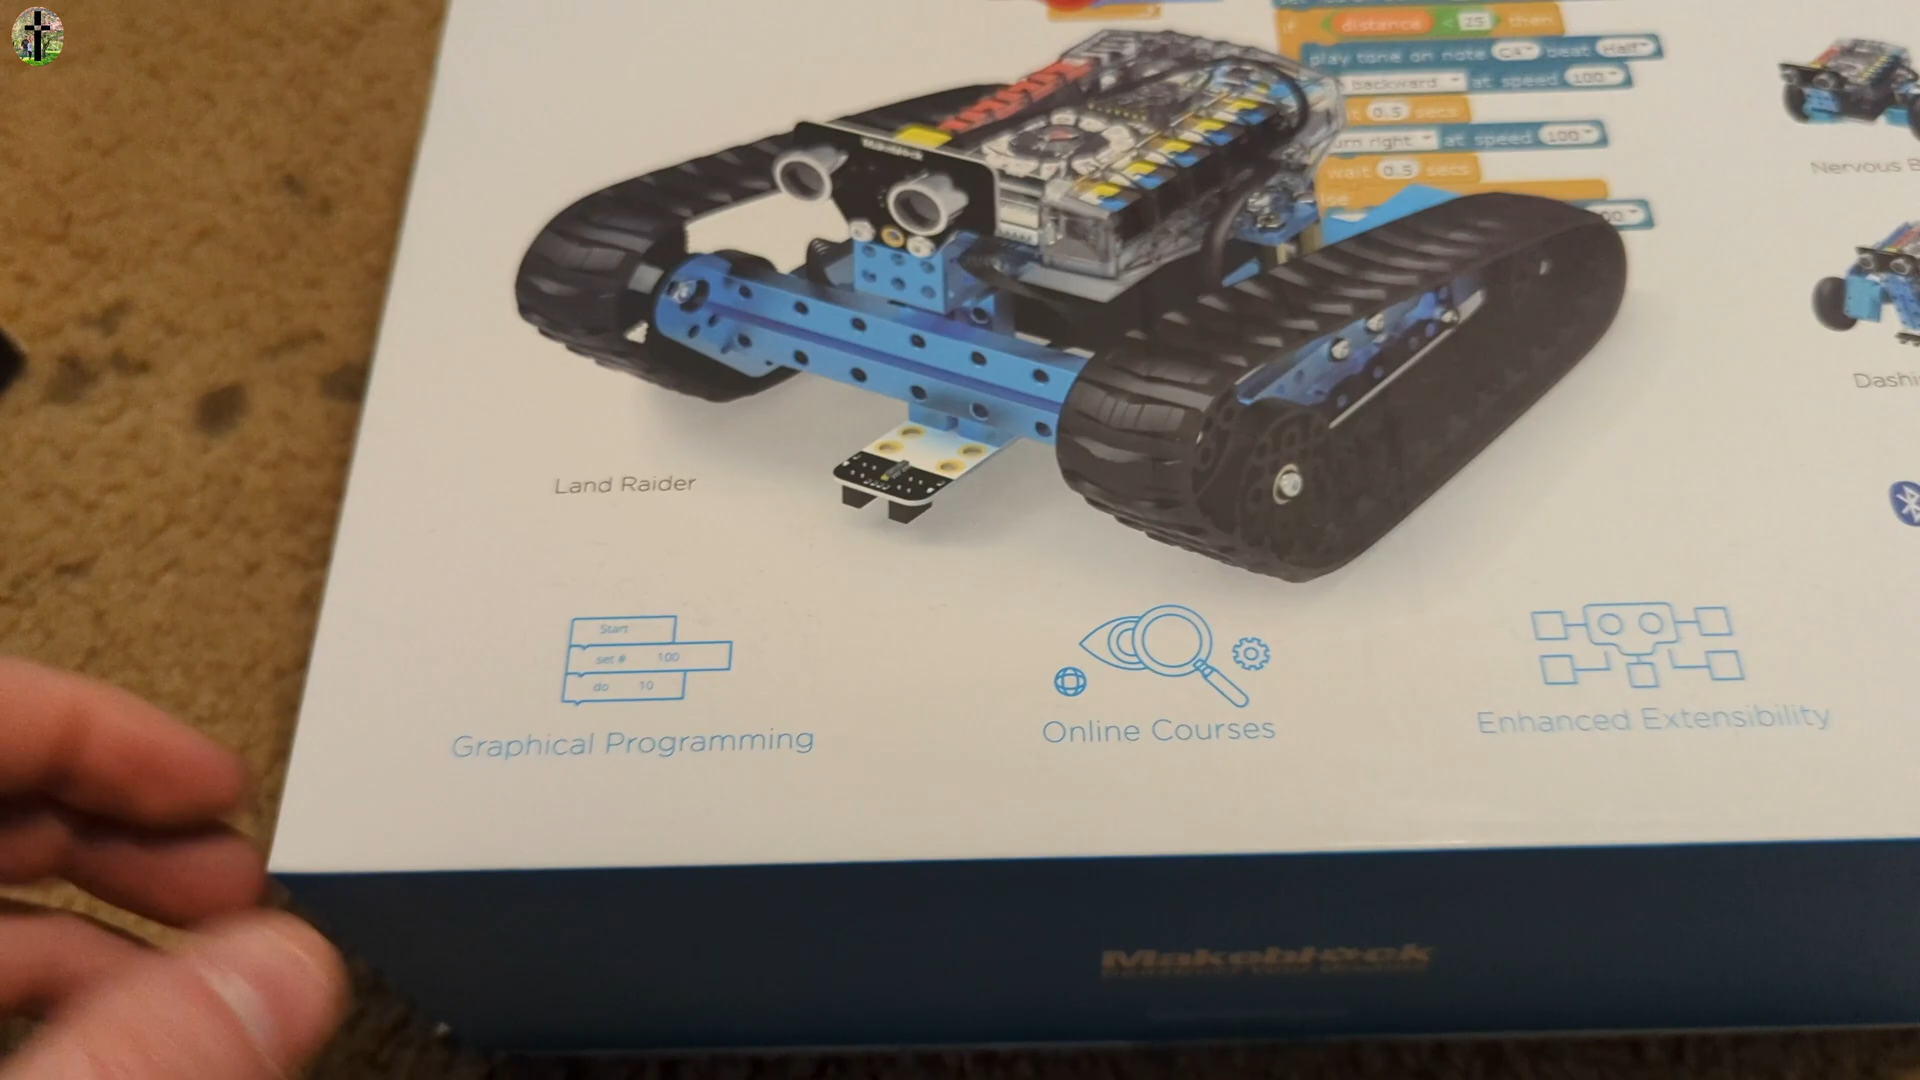 if distance < 25 then
play tone on note C4 beat Half
backward at speed 100
0.5 secs
turn right at speed 100
wait 0.5 secs
Nervous B
Dashi
Land Raider
Start
set # 100
do 10
Graphical Programming
Online Courses
Enhanced Extensibility
Makeblock